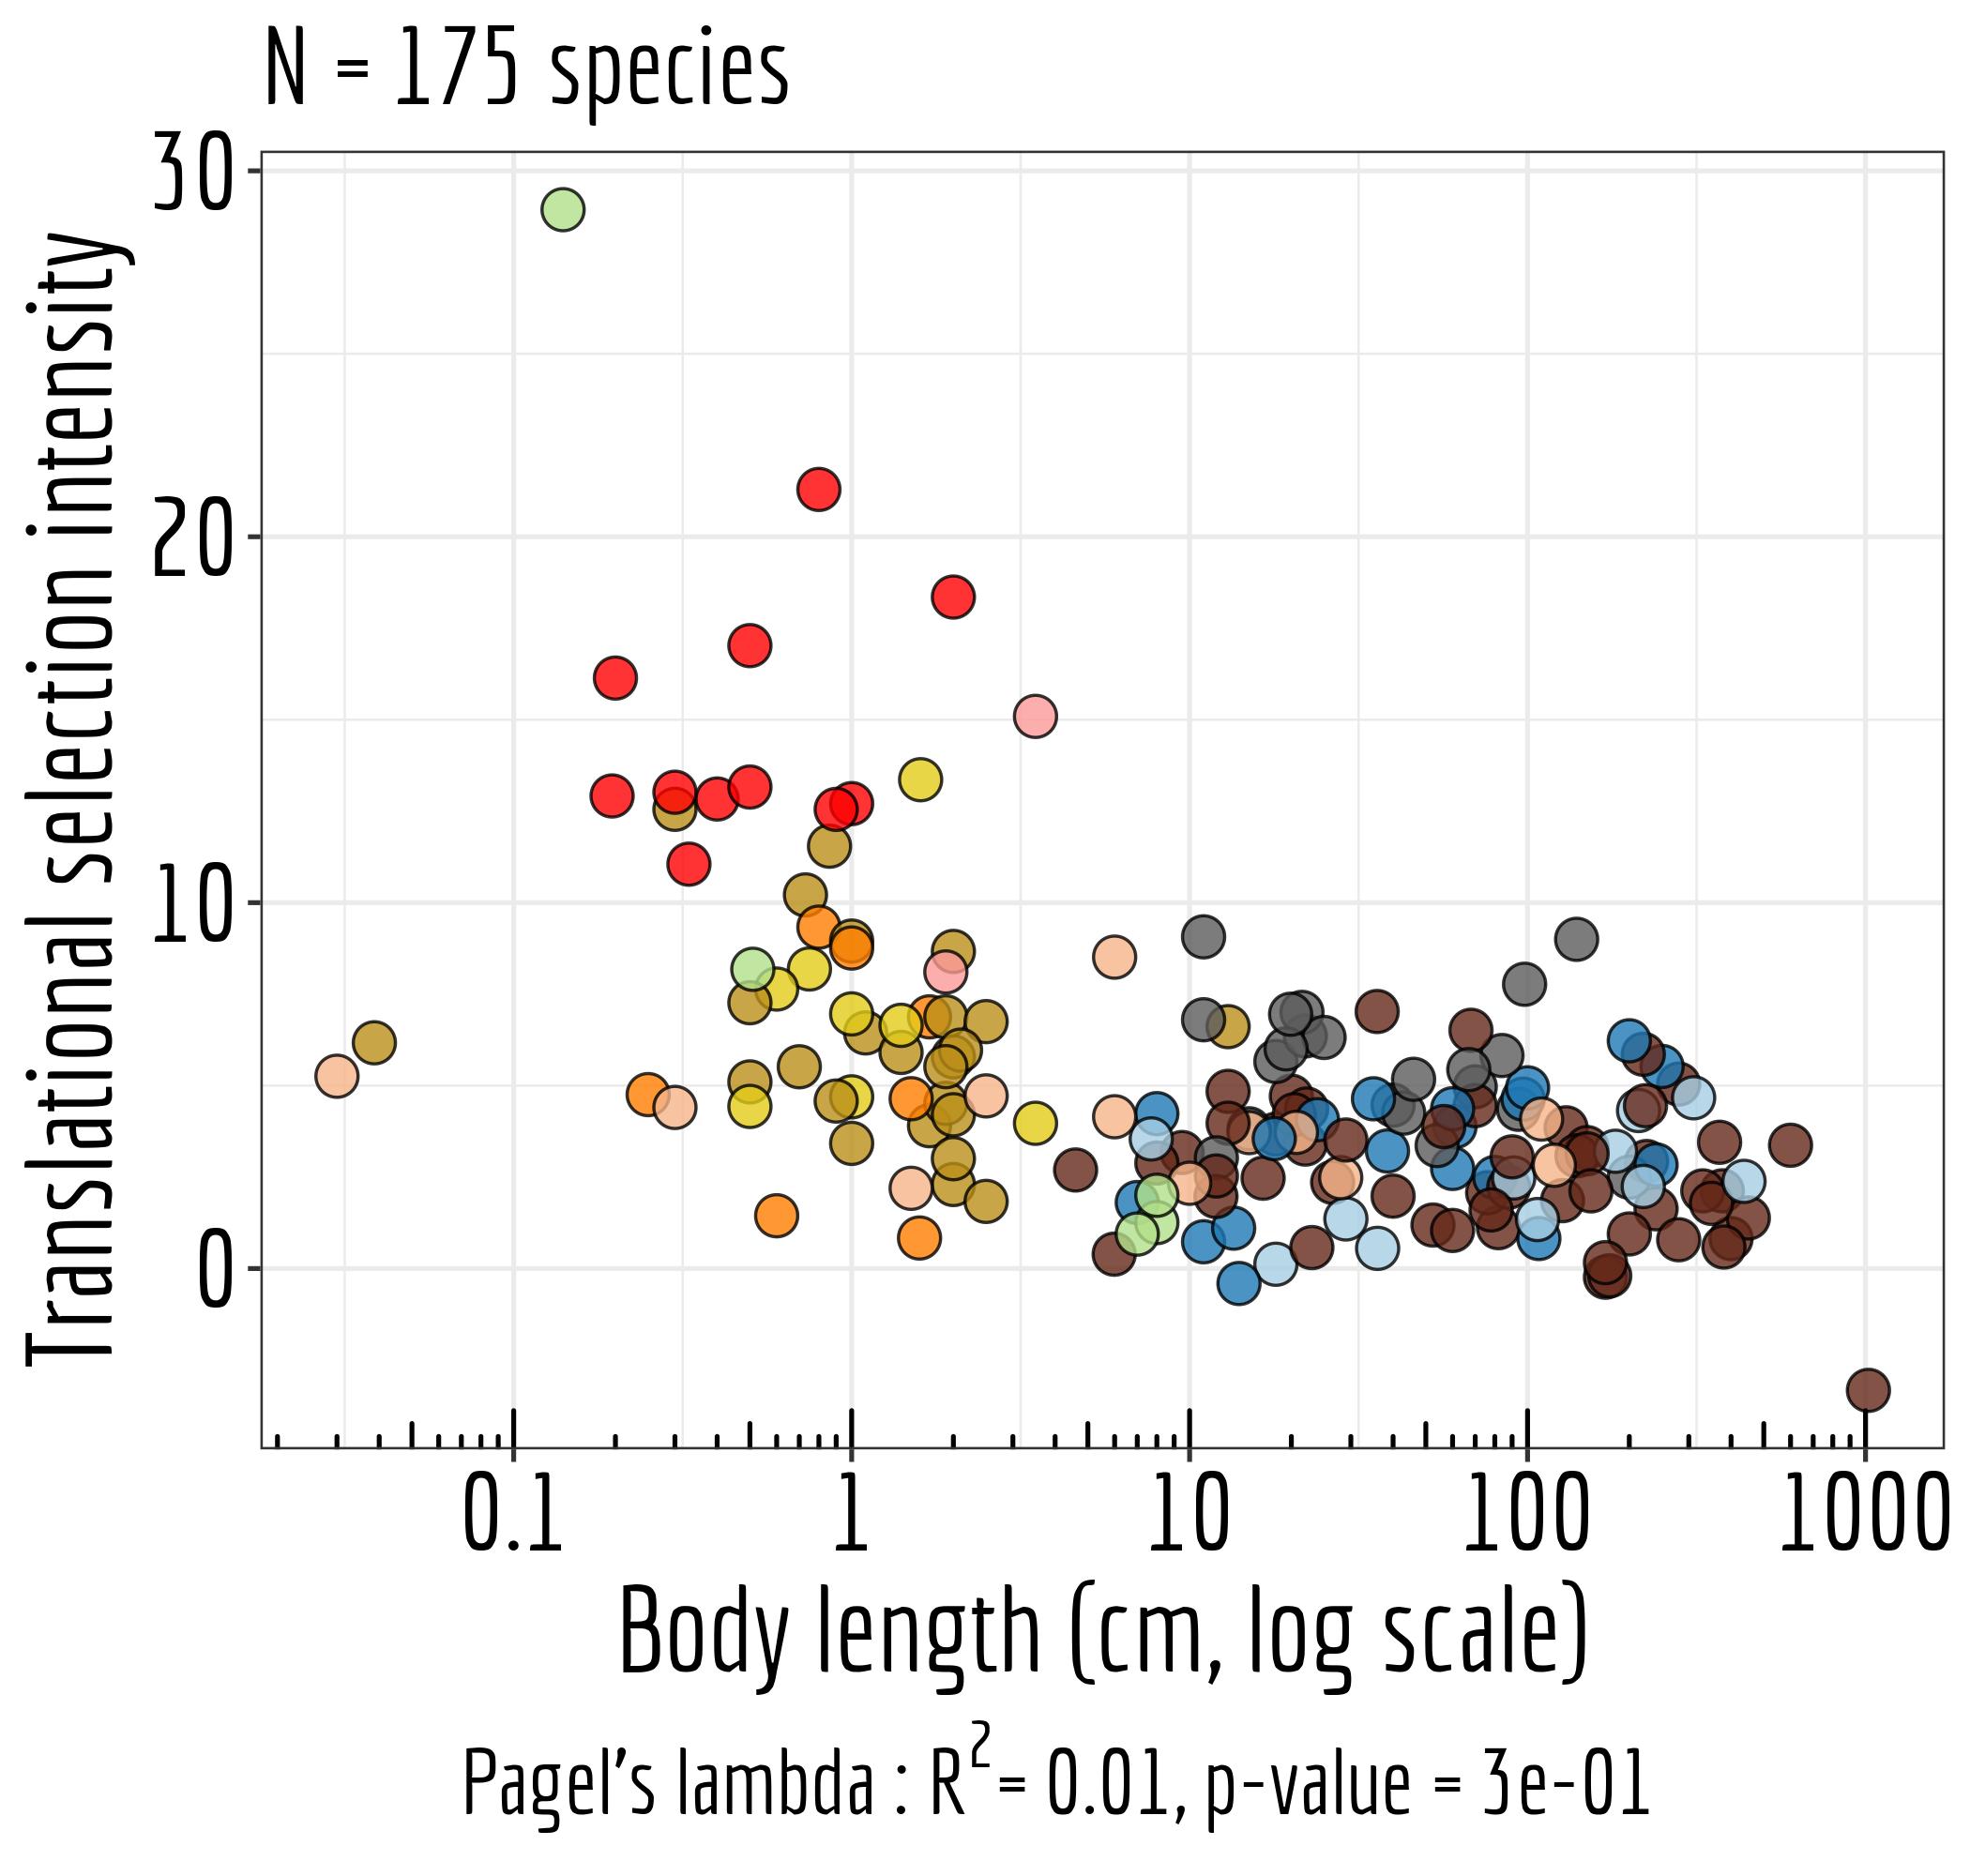 N = 175 species
30
20
10
0
Translational selection intensity
0.1 1 10 100 1000
Body length (cm, log scale)
Pagel's lambda : R² = 0.01, p-value = 3e-01